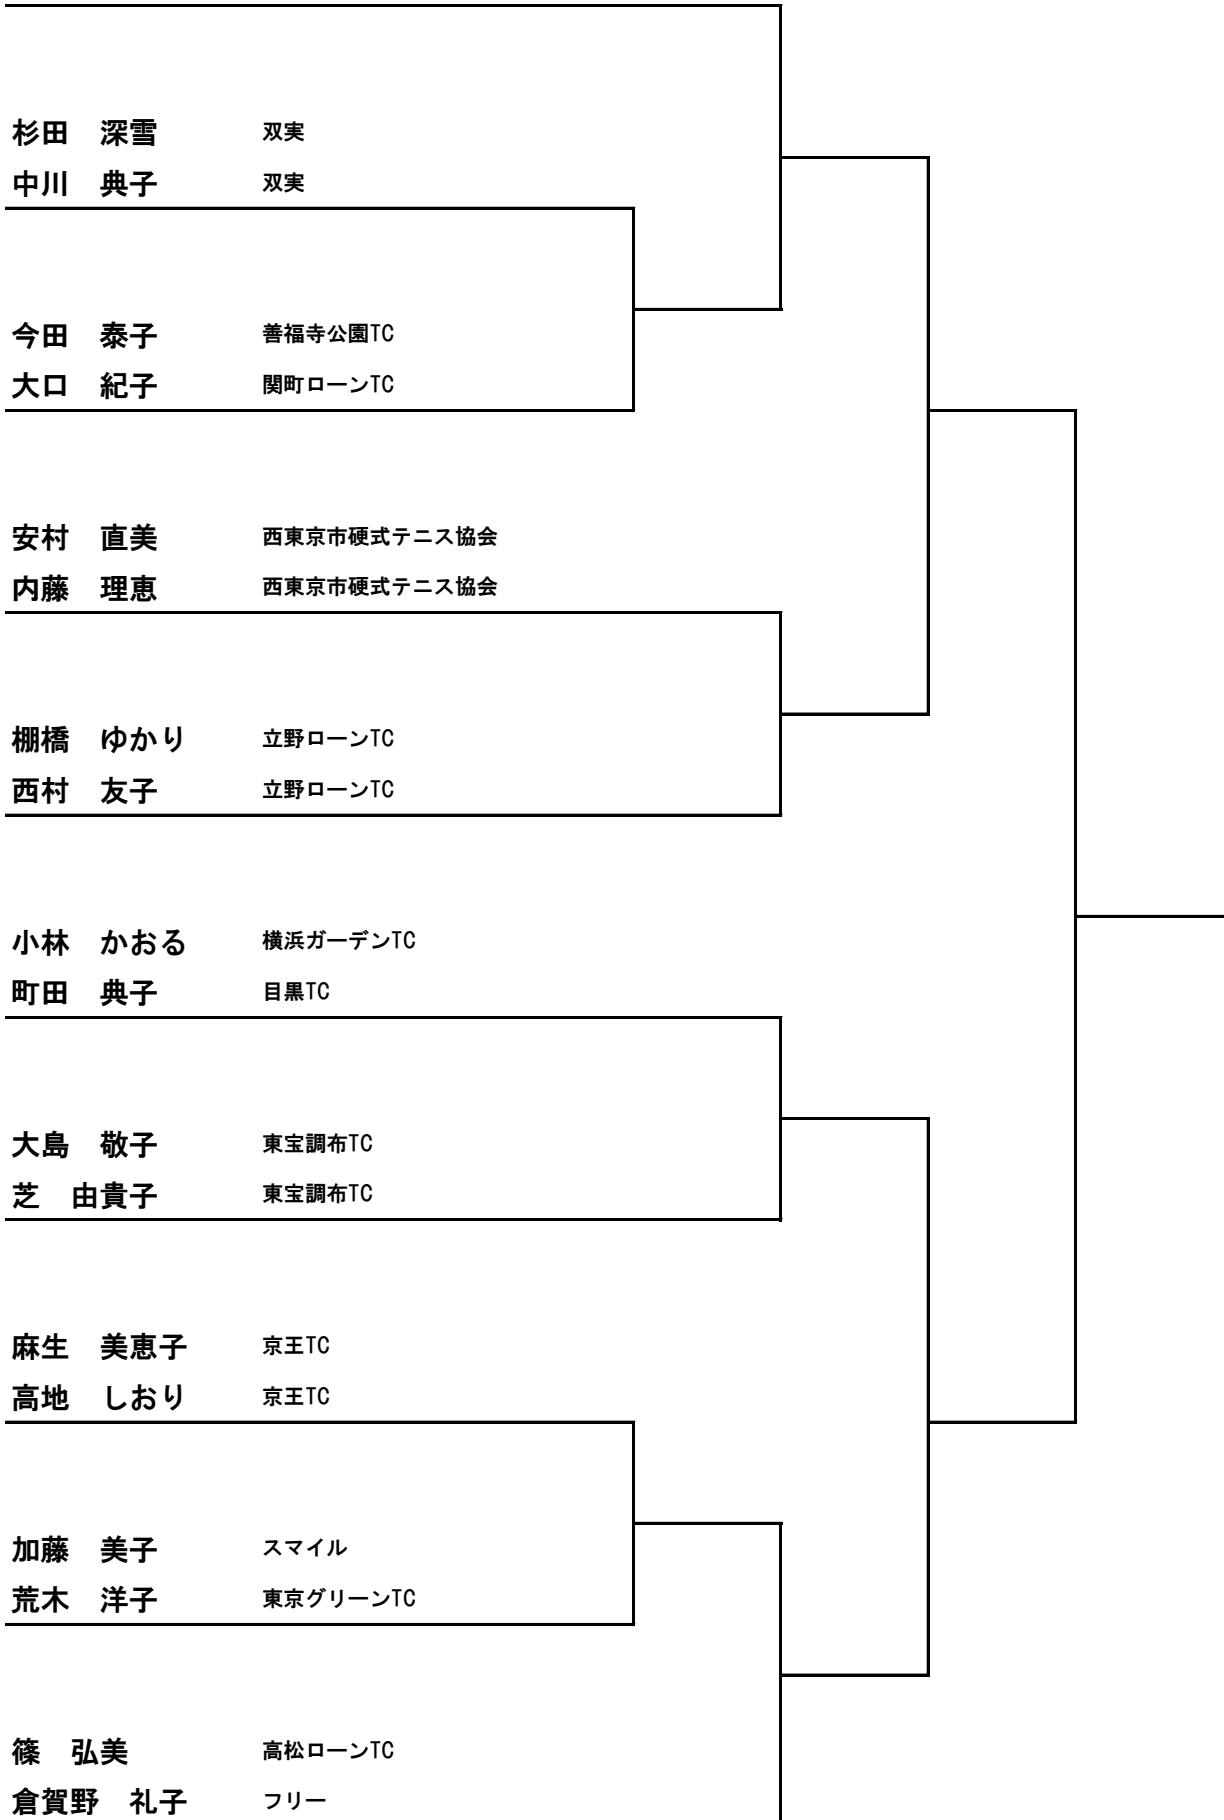 杉田　深雪　双実
中川　典子　双実
今田　泰子　善福寺公園TC
大口　紀子　関町ローンTC
安村　直美　西東京市硬式テニス協会
内藤　理恵　西東京市硬式テニス協会
棚橋　ゆかり　立野ローンTC
西村　友子　立野ローンTC
小林　かおる　横浜ガーデンTC
町田　典子　目黒TC
大島　敬子　東宝調布TC
芝　由貴子　東宝調布TC
麻生　美恵子　京王TC
高地　しおり　京王TC
加藤　美子　スマイル
荒木　洋子　東京グリーンTC
篠　弘美　高松ローンTC
倉賀野　礼子　フリー